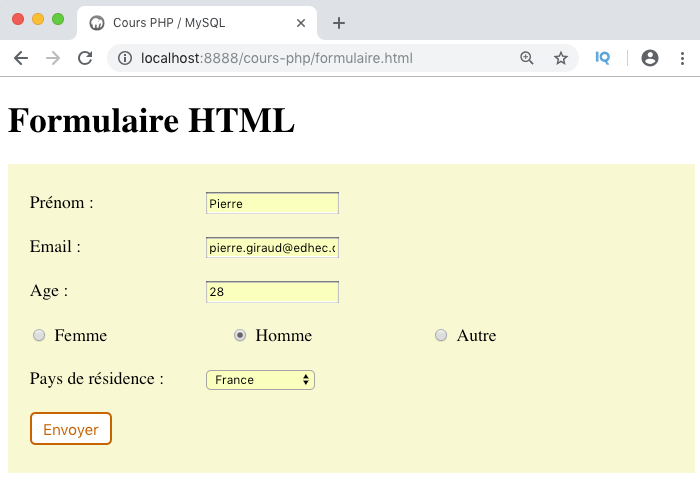 Cours PHP / MySQL
localhost:8888/cours-php/formulaire.html
IQ
Formulaire HTML
Prénom : Pierre
Email : pierre.giraud@edhec.c
Age : 28
Femme Homme Autre
Pays de résidence : France
Envoyer